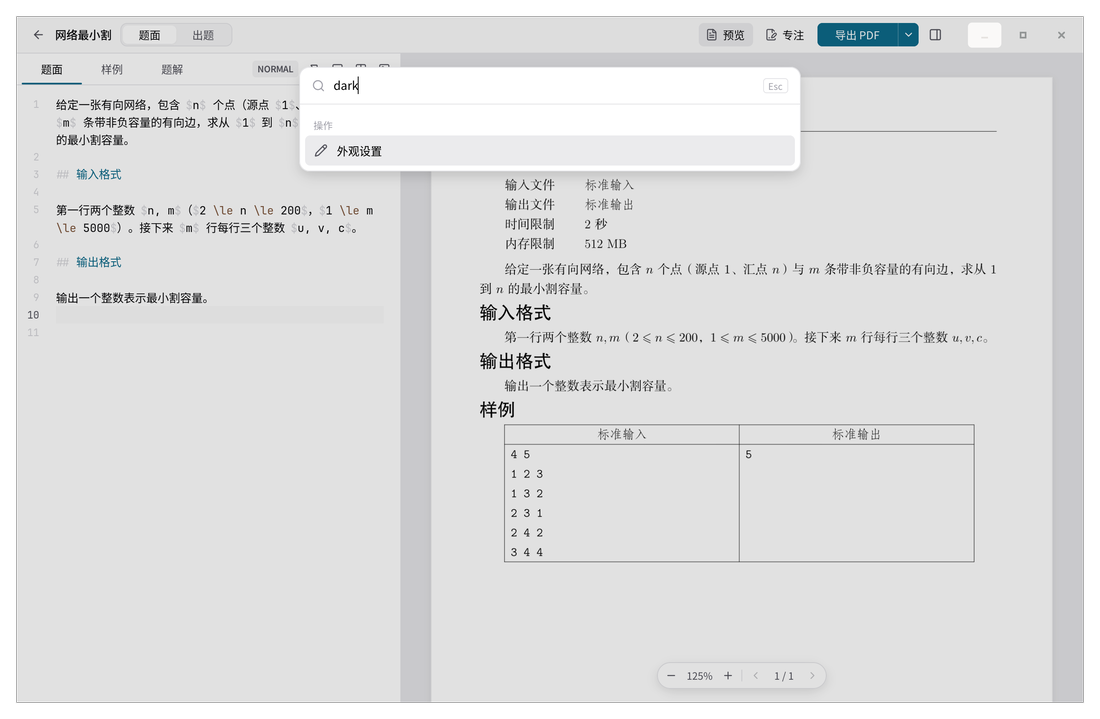 网络最小割 题面 出题 预览 专注 导出 PDF
题面 样例 题解 NORMAL
dark Esc
操作
外观设置
1 给定一张有向网络，包含 $n$ 个点（源点 $1$、
$m$ 条带非负容量的有向边，求从 $1$ 到 $n$
的最小割容量。
2
3 ## 输入格式
4
5 第一行两个整数 $n, m$（$2 \le n \le 200$，$1 \le m
\le 5000$）。接下来 $m$ 行每行三个整数 $u, v, c$。
6
7 ## 输出格式
8
9 输出一个整数表示最小割容量。
10
11
输入文件 标准输入
输出文件 标准输出
时间限制 2 秒
内存限制 512 MB
给定一张有向网络，包含 n 个点（源点 1、汇点 n）与 m 条带非负容量的有向边，求从 1
到 n 的最小割容量。
输入格式
第一行两个整数 n, m（2 ⩽ n ⩽ 200，1 ⩽ m ⩽ 5000）。接下来 m 行每行三个整数 u, v, c。
输出格式
输出一个整数表示最小割容量。
样例
标准输入 标准输出
4 5 5
1 2 3
1 3 2
2 3 1
2 4 2
3 4 4
125% 1 / 1